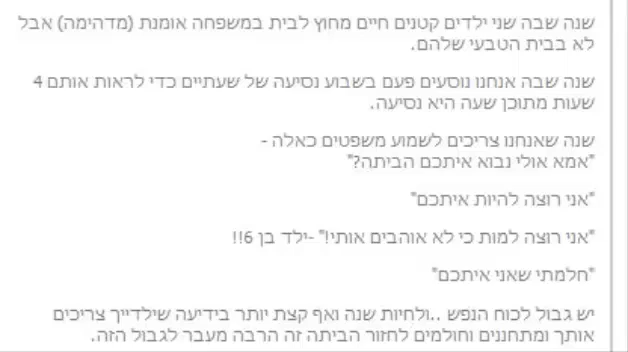 שנה שבה שני ילדים קטנים חיים מחוץ לבית במשפחה אומנת (מדהימה) אבל
לא בבית הטבעי שלהם.
שנה שבה אנחנו נוסעים פעם בשבוע נסיעה של שעתיים כדי לראות אותם 4
שעות מתוכן שעה היא נסיעה.
שנה שאנחנו צריכים לשמוע משפטים כאלה -
"אמא אולי נבוא איתכם הביתה?"
"אני רוצה להיות איתכם"
"אני רוצה למות כי לא אוהבים אותי!" -ילד בן 6!!
"חלמתי שאני איתכם"
יש גבול לכוח הנפש ..ולחיות שנה ואף קצת יותר בידיעה שילדייך צריכים
אותך ומתחננים וחולמים לחזור הביתה זה הרבה מעבר לגבול הזה.